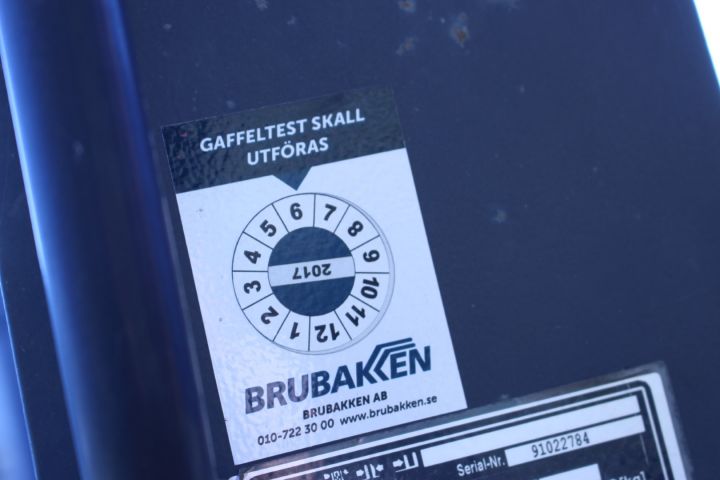 GAFFELTEST SKALL
UTFÖRAS
1 2 3 4 5 6 7 8 9 10 11 12
2017
BRUBAKKEN
BRUBAKKEN AB
010-722 30 00 www.brubakken.se
Serial-Nr. 91022784
[kg]